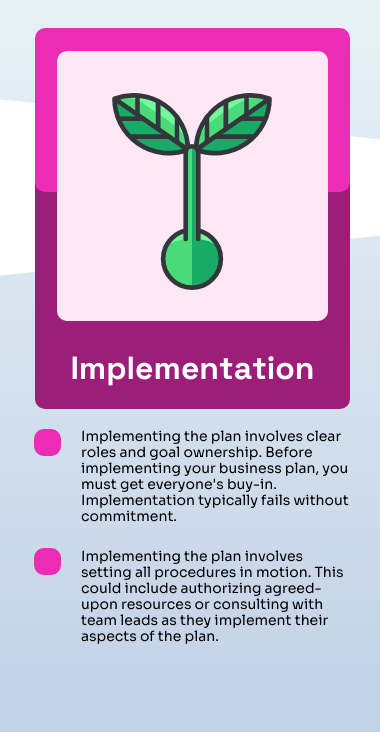 Implementation
Implementing the plan involves clear
roles and goal ownership. Before
implementing your business plan, you
must get everyone's buy-in.
Implementation typically fails without
commitment.
Implementing the plan involves
setting all procedures in motion. This
could include authorizing agreed-
upon resources or consulting with
team leads as they implement their
aspects of the plan.